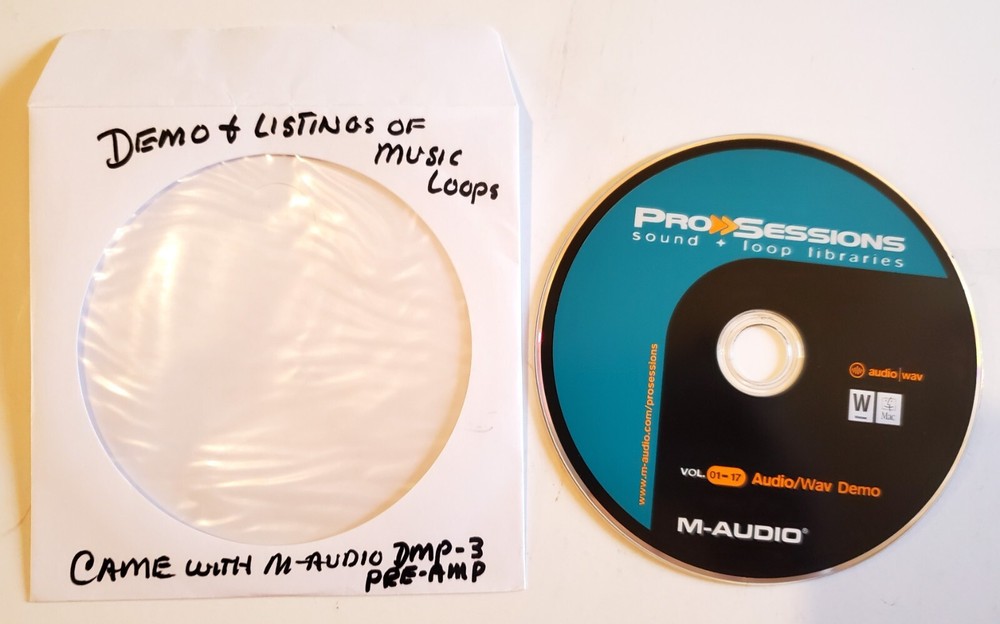 DEMO + LISTINGS OF
MUSIC
LOOPS
CAME WITH M-AUDIO DMP-3
PRE-AMP
PRO»SESSIONS
sound + loop libraries
www.m-audio.com/prosessions
audio|wav
W
Mac
VOL. 01-17 Audio/Wav Demo
M-AUDIO®